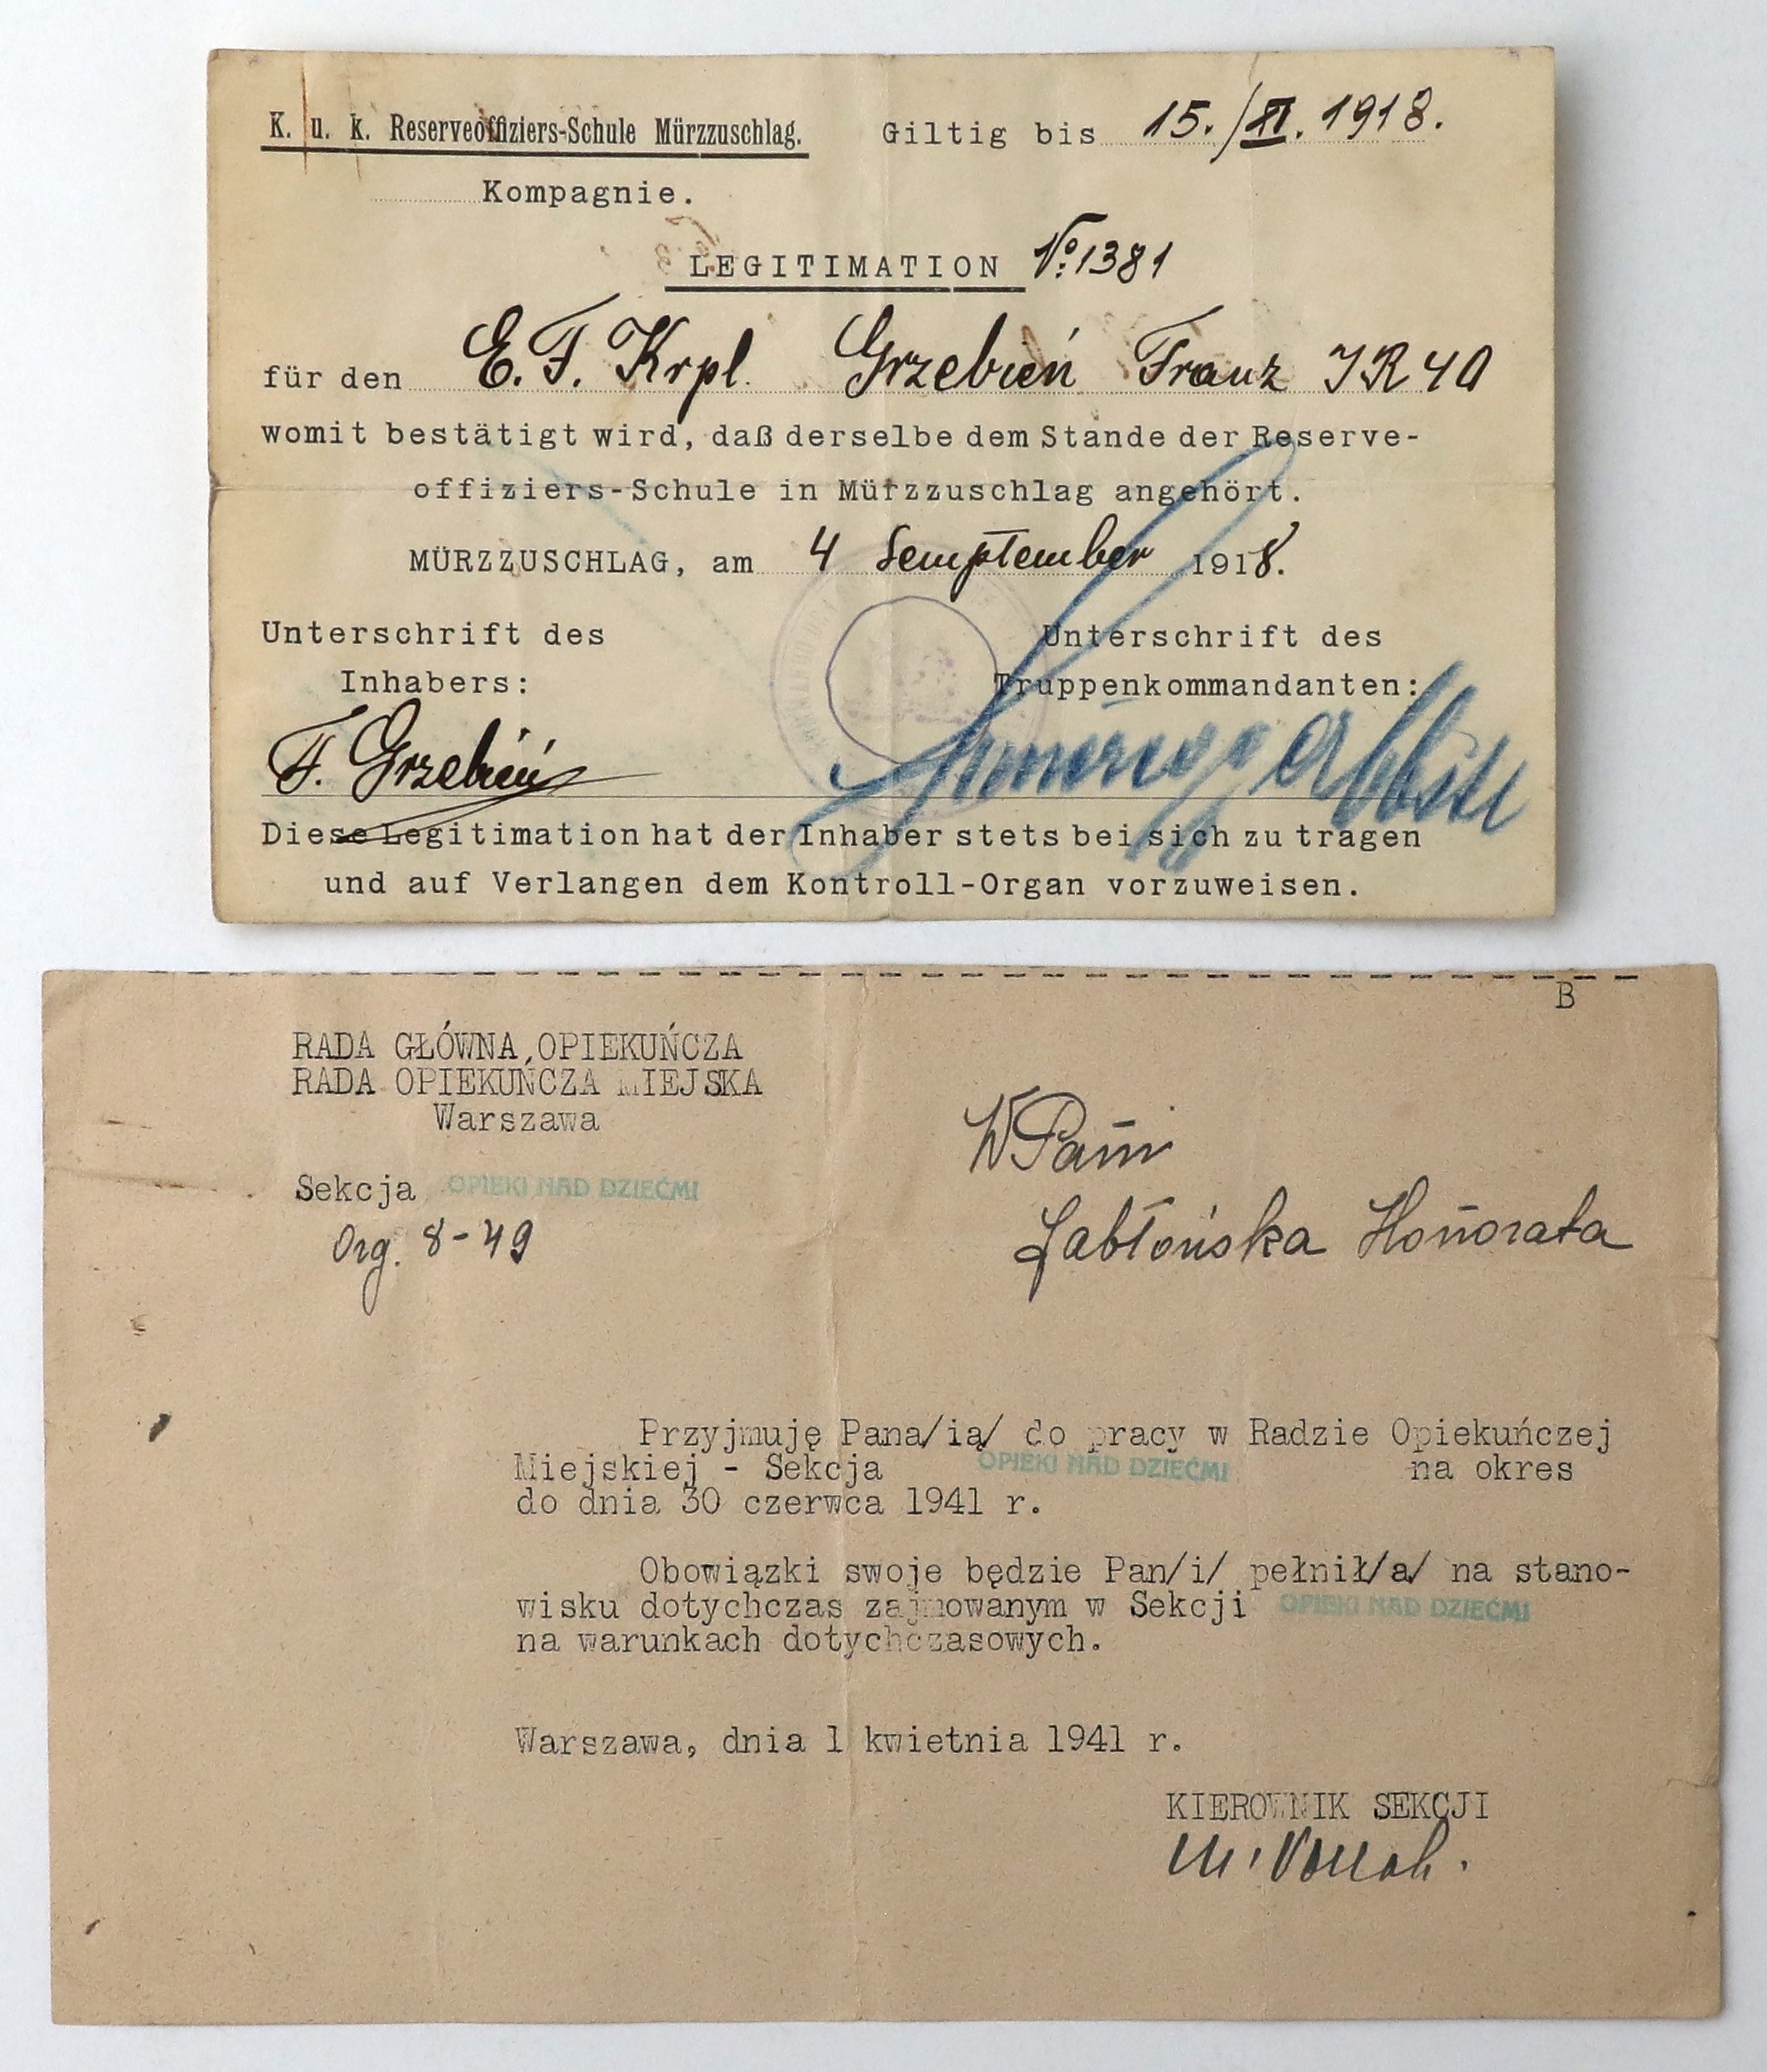 K. u. k. Reserveoffiziers-Schule Mürzzuschlag. Giltig bis 15./XI. 1918.
Kompagnie.
LEGITIMATION No. 1381
für den E. F. Krpl. Grzebień Franz IR 40
womit bestätigt wird, daß derselbe dem Stande der Reserve-
offiziers-Schule in Mürzzuschlag angehört.
MÜRZZUSCHLAG, am 4 Semptember 1918.
Unterschrift des Unterschrift des
Inhabers: Truppenkommandanten:
F. Grzebień
Diese Legitimation hat der Inhaber stets bei sich zu tragen
und auf Verlangen dem Kontroll-Organ vorzuweisen.
B
RADA GŁÓWNA OPIEKUŃCZA
RADA OPIEKUŃCZA MIEJSKA
Warszawa
WPani
Sekcja OPIEKI NAD DZIEĆMI
Jabłońska Honorata
Org. 8-49
Przyjmuję Pana/ią/ do pracy w Radzie Opiekuńczej
Miejskiej - Sekcja OPIEKI NAD DZIEĆMI na okres
do dnia 30 czerwca 1941 r.
Obowiązki swoje będzie Pan/i/ pełnił/a/ na stano-
wisku dotychczas zajmowanym w Sekcji OPIEKI NAD DZIEĆMI
na warunkach dotychczasowych.
Warszawa, dnia 1 kwietnia 1941 r.
KIEROWNIK SEKCJI